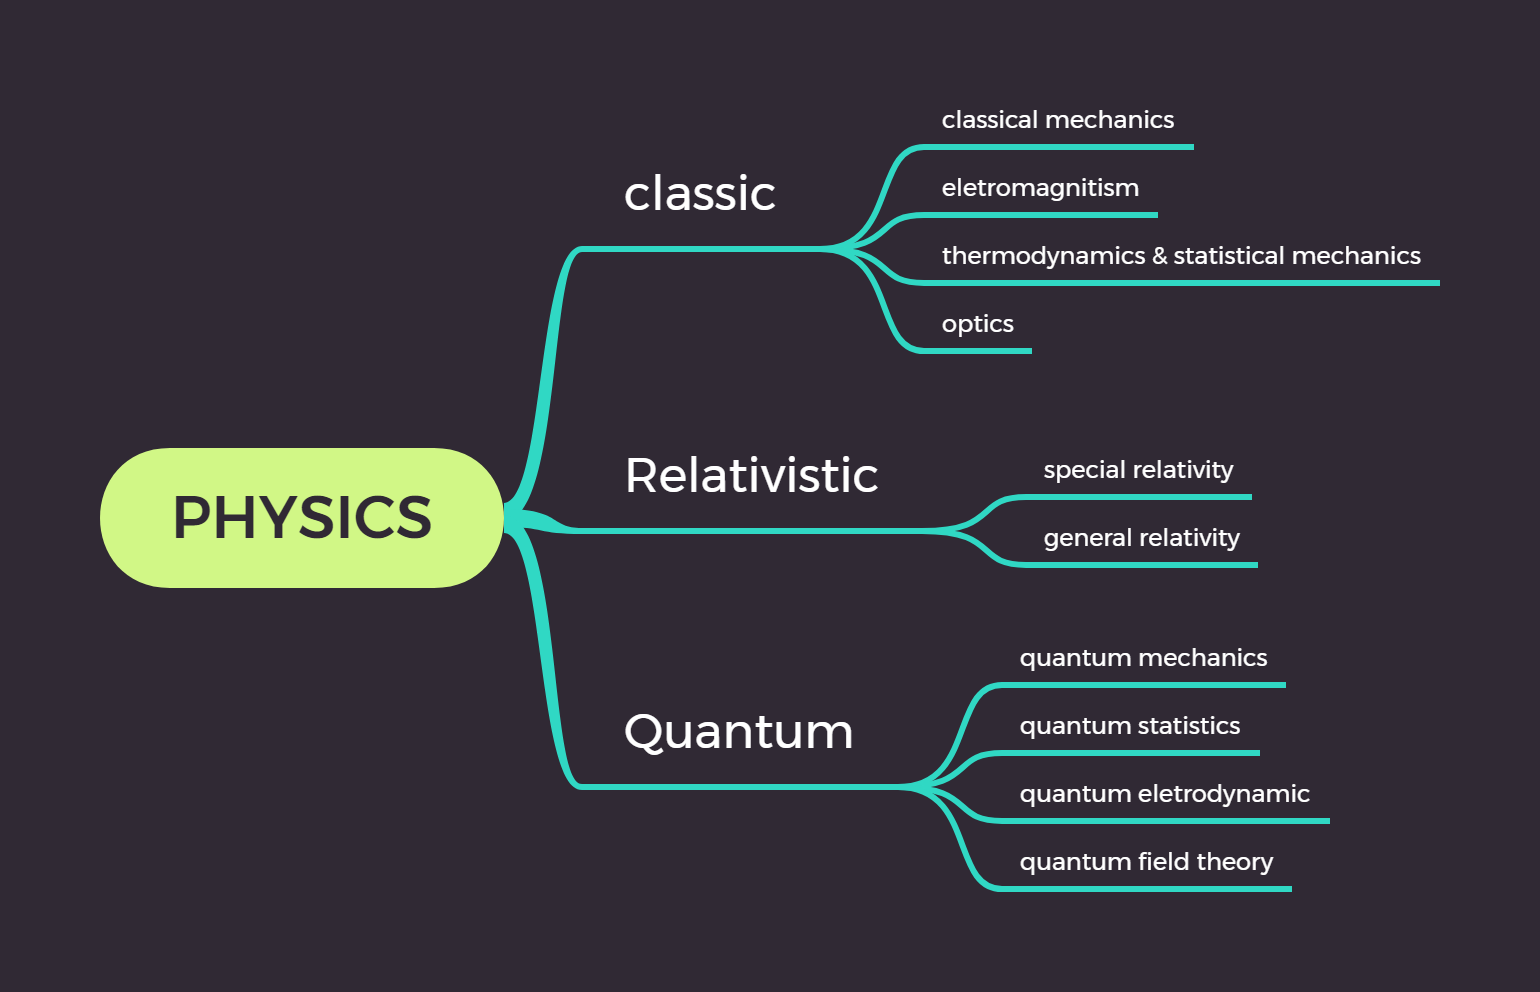 PHYSICS
classic
classical mechanics
eletromagnitism
thermodynamics & statistical mechanics
optics
Relativistic
special relativity
general relativity
Quantum
quantum mechanics
quantum statistics
quantum eletrodynamic
quantum field theory